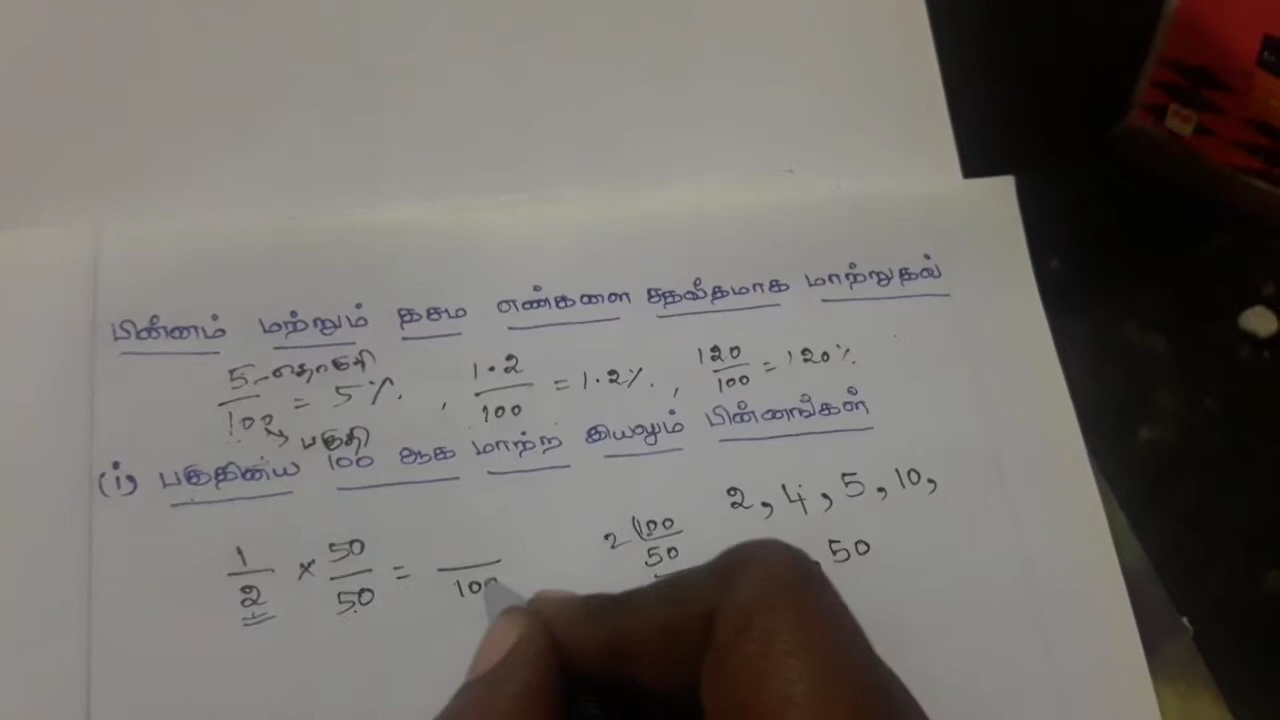 பின்னம் மற்றும் தசம எண்களை சதவீதமாக மாற்றுதல்
5 - தொகுதி
100 = 5%, 1.2/100 = 1.2%, 120/100 = 120%.
பகுதி
(i) பகுதியை 100 ஆக மாற்ற இயலும் பின்னங்கள்
2, 4, 5, 10,
1/2 × 50/50 = /100
2 100
50
, 50